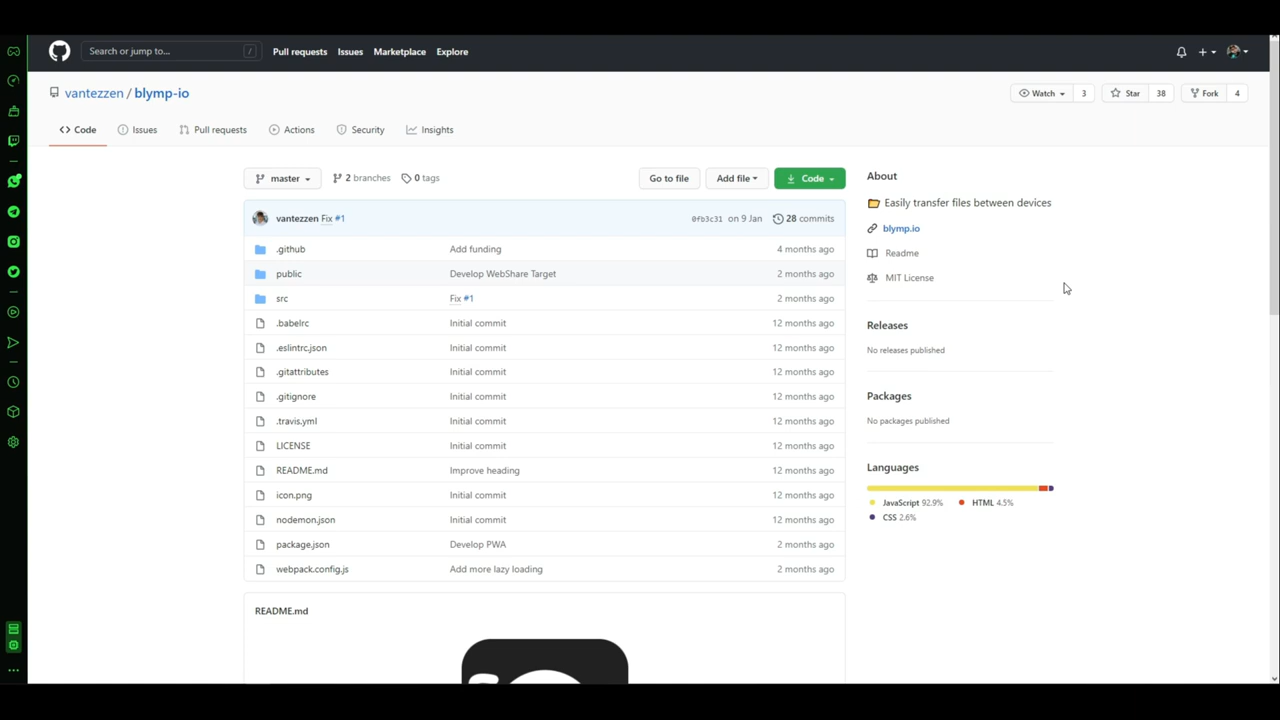 Search or jump to... /
Pull requests Issues Marketplace Explore
vantezzen / blymp-io
Watch 3 Star 38 Fork 4
Code Issues Pull requests Actions Security Insights
master 2 branches 0 tags Go to file Add file Code
vantezzen Fix #1 0fb3c31 on 9 Jan 28 commits
.github Add funding 4 months ago
public Develop WebShare Target 2 months ago
src Fix #1 2 months ago
.babelrc Initial commit 12 months ago
.eslintrc.json Initial commit 12 months ago
.gitattributes Initial commit 12 months ago
.gitignore Initial commit 12 months ago
.travis.yml Initial commit 12 months ago
LICENSE Initial commit 12 months ago
README.md Improve heading 12 months ago
icon.png Initial commit 12 months ago
nodemon.json Initial commit 12 months ago
package.json Develop PWA 2 months ago
webpack.config.js Add more lazy loading 2 months ago
README.md
About
Easily transfer files between devices
blymp.io
Readme
MIT License
Releases
No releases published
Packages
No packages published
Languages
JavaScript 92.9% HTML 4.5%
CSS 2.6%